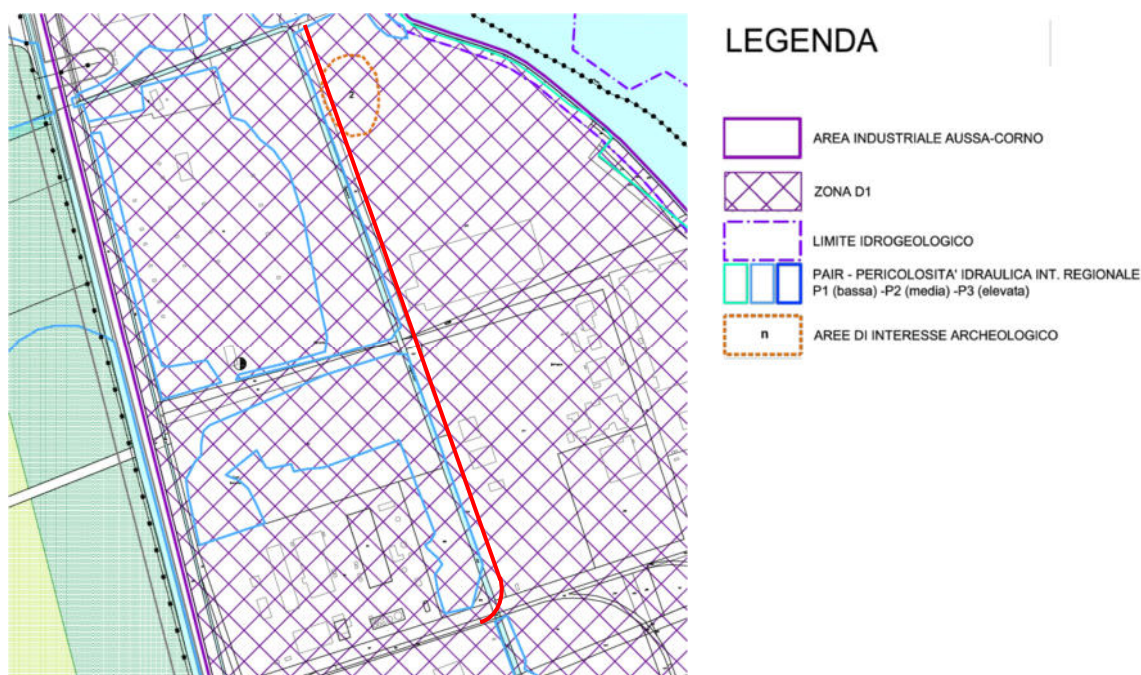 LEGENDA
AREA INDUSTRIALE AUSSA-CORNO
ZONA D1
LIMITE IDROGEOLOGICO
PAIR - PERICOLOSITA' IDRAULICA INT. REGIONALE
P1 (bassa) -P2 (media) -P3 (elevata)
n
AREE DI INTERESSE ARCHEOLOGICO
2